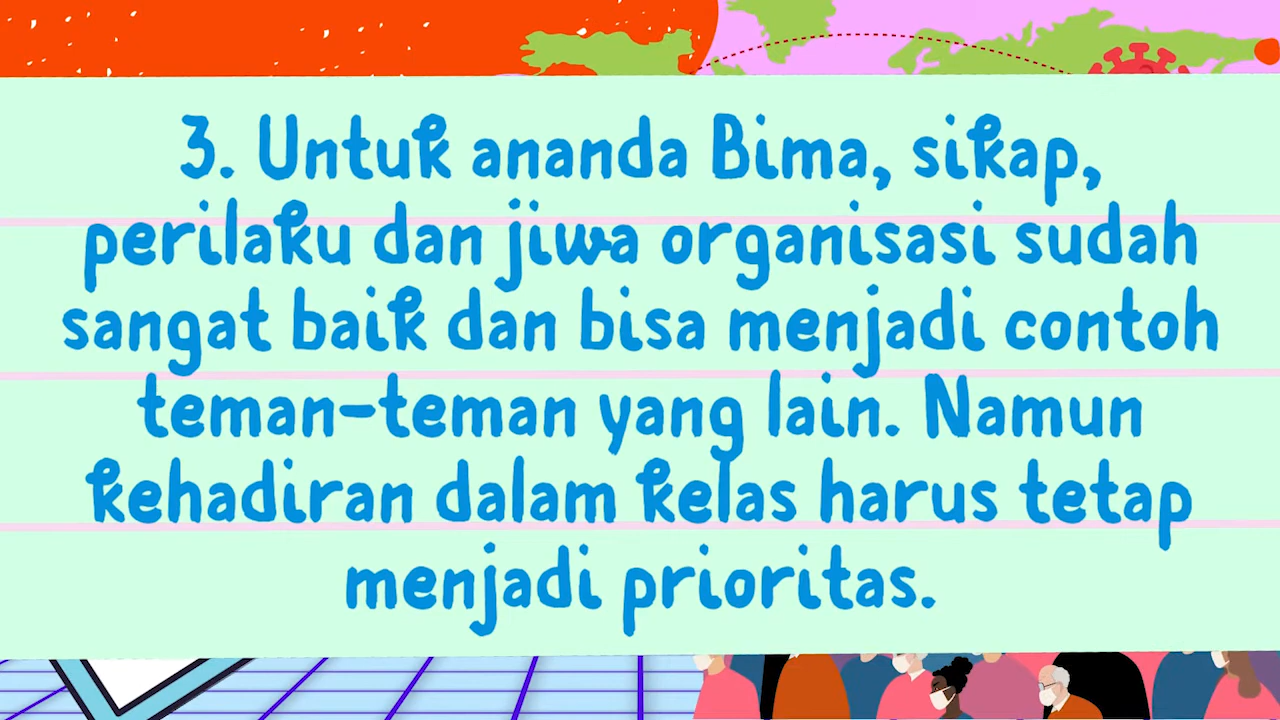 3. Untuk ananda Bima, sikap,
perilaku dan jiwa organisasi sudah
sangat baik dan bisa menjadi contoh
teman-teman yang lain. Namun
kehadiran dalam kelas harus tetap
menjadi prioritas.